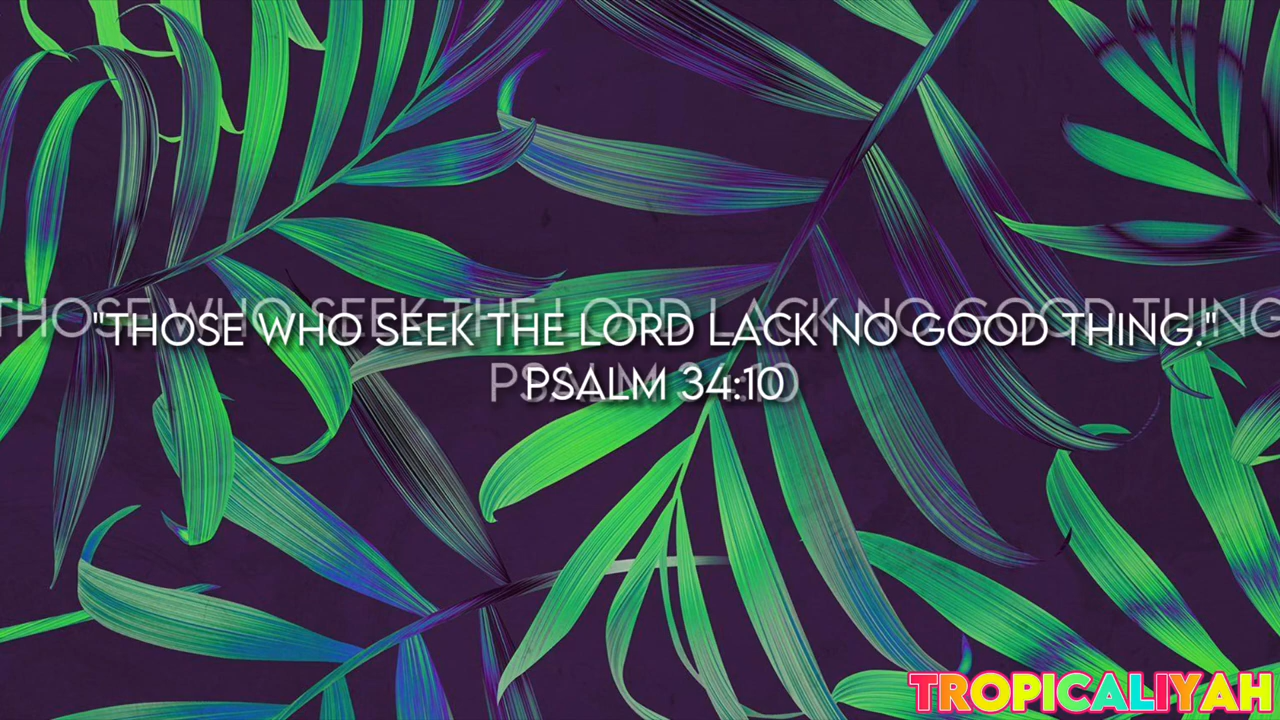 "THOSE WHO SEEK THE LORD LACK NO GOOD THING."
PSALM 34:10
TROPICALIYAH